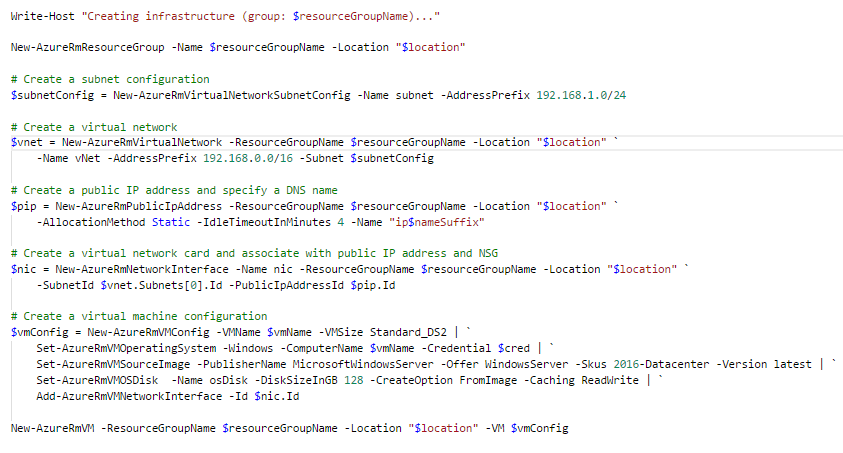 Write-Host "Creating infrastructure (group: $resourceGroupName)..."
New-AzureRmResourceGroup -Name $resourceGroupName -Location "$location"
# Create a subnet configuration
$subnetConfig = New-AzureRmVirtualNetworkSubnetConfig -Name subnet -AddressPrefix 192.168.1.0/24
# Create a virtual network
$vnet = New-AzureRmVirtualNetwork -ResourceGroupName $resourceGroupName -Location "$location" `
-Name vNet -AddressPrefix 192.168.0.0/16 -Subnet $subnetConfig
# Create a public IP address and specify a DNS name
$pip = New-AzureRmPublicIpAddress -ResourceGroupName $resourceGroupName -Location "$location" `
-AllocationMethod Static -IdleTimeoutInMinutes 4 -Name "ip$nameSuffix"
# Create a virtual network card and associate with public IP address and NSG
$nic = New-AzureRmNetworkInterface -Name nic -ResourceGroupName $resourceGroupName -Location "$location" `
-SubnetId $vnet.Subnets[0].Id -PublicIpAddressId $pip.Id
# Create a virtual machine configuration
$vmConfig = New-AzureRmVMConfig -VMName $vmName -VMSize Standard_DS2 | `
Set-AzureRmVMOperatingSystem -Windows -ComputerName $vmName -Credential $cred | `
Set-AzureRmVMSourceImage -PublisherName MicrosoftWindowsServer -Offer WindowsServer -Skus 2016-Datacenter -Version latest | `
Set-AzureRmVMOSDisk  -Name osDisk -DiskSizeInGB 128 -CreateOption FromImage -Caching ReadWrite | `
Add-AzureRmVMNetworkInterface -Id $nic.Id
New-AzureRmVM -ResourceGroupName $resourceGroupName -Location "$location" -VM $vmConfig